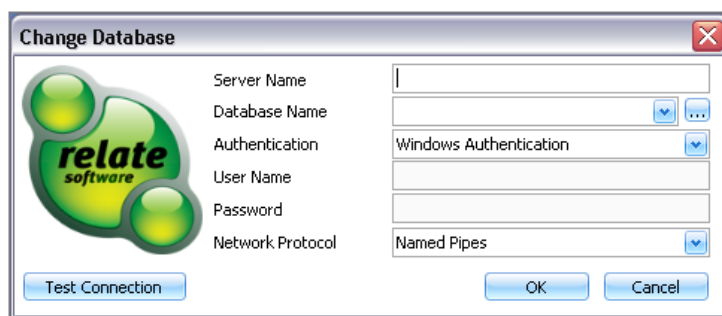 Change Database
Server Name
Database Name
...
Authentication Windows Authentication
User Name
Password
Network Protocol Named Pipes
relate
software
Test Connection OK Cancel